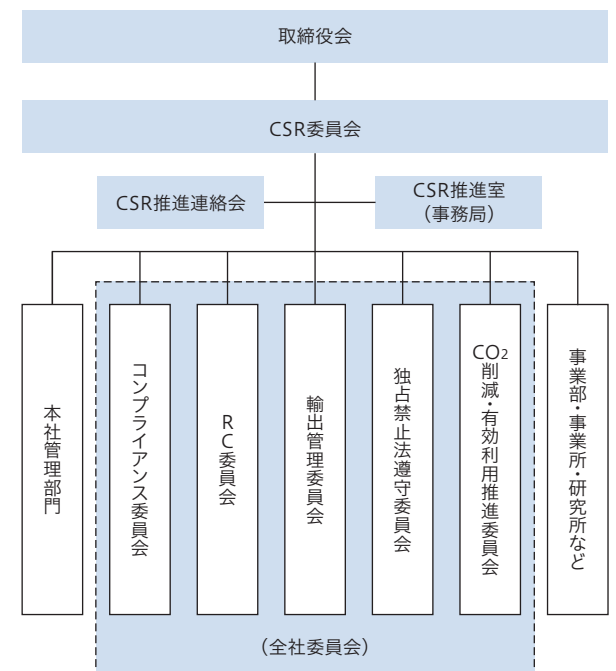 取締役会
CSR委員会
CSR推進連絡会
CSR推進室
（事務局）
本社管理部門
コンプライアンス委員会
RC委員会
輸出管理委員会
独占禁止法遵守委員会
CO2削減・有効利用推進委員会
事業部・事業所・研究所など
（全社委員会）